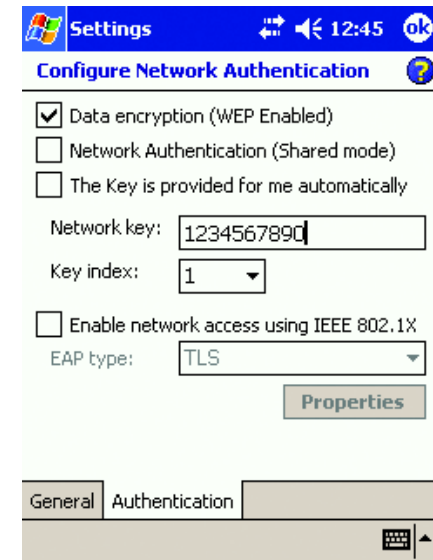 Settings 12:45 ok
Configure Network Authentication ?
Data encryption (WEP Enabled)
Network Authentication (Shared mode)
The Key is provided for me automatically
Network key: 1234567890
Key index: 1
Enable network access using IEEE 802.1X
EAP type: TLS
Properties
General Authentication